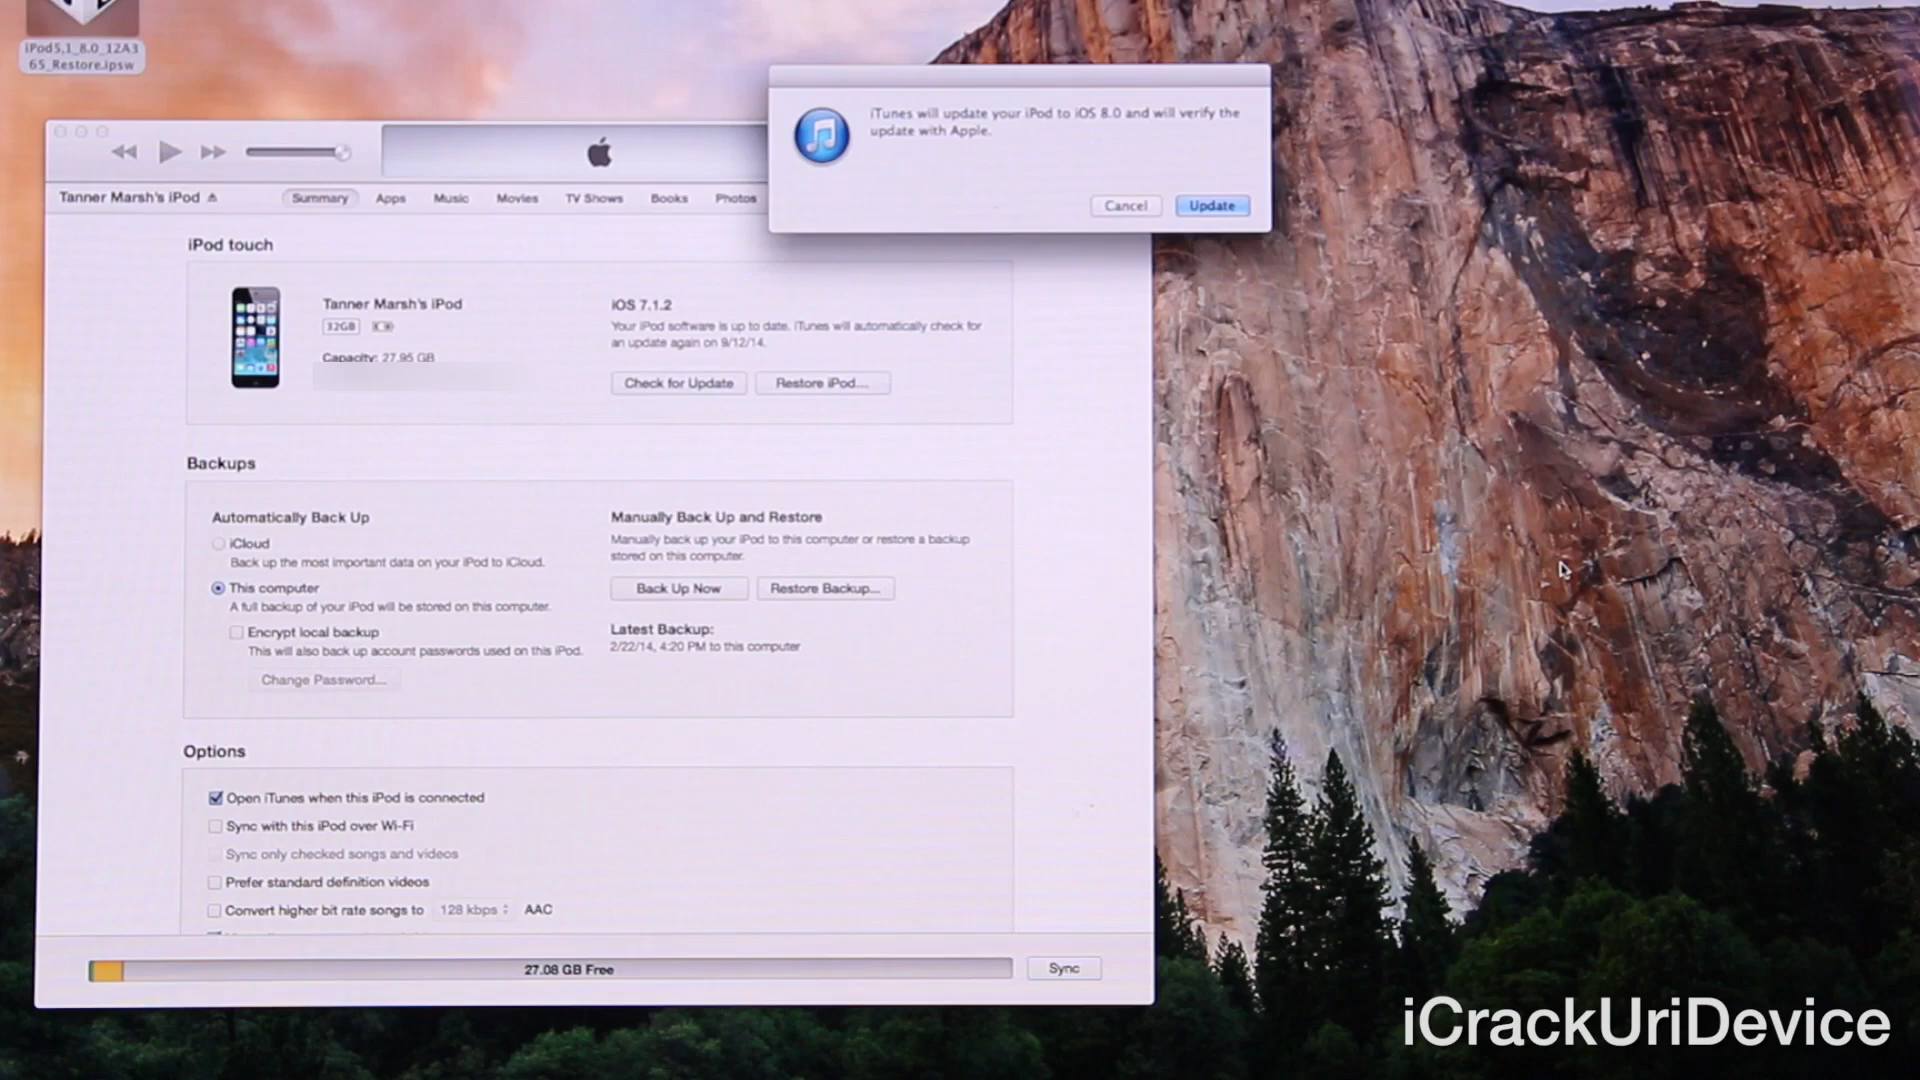 iPod5,1_8.0_12A3
65_Restore.ipsw
iTunes will update your iPod to iOS 8.0 and will verify the
update with Apple.
Cancel
Update
Tanner Marsh's iPod
Summary
Apps
Music
Movies
TV Shows
Books
Photos
iPod touch
Tanner Marsh's iPod
32GB
Capacity: 27.95 GB
iOS 7.1.2
Your iPod software is up to date. iTunes will automatically check for
an update again on 9/12/14.
Check for Update
Restore iPod...
Backups
Automatically Back Up
iCloud
Back up the most important data on your iPod to iCloud.
This computer
A full backup of your iPod will be stored on this computer.
Encrypt local backup
This will also back up account passwords used on this iPod.
Change Password...
Manually Back Up and Restore
Manually back up your iPod to this computer or restore a backup
stored on this computer.
Back Up Now
Restore Backup...
Latest Backup:
2/22/14, 4:20 PM to this computer
Options
Open iTunes when this iPod is connected
Sync with this iPod over Wi-Fi
Sync only checked songs and videos
Prefer standard definition videos
Convert higher bit rate songs to 128 kbps AAC
27.08 GB Free
Sync
iCrackUriDevice